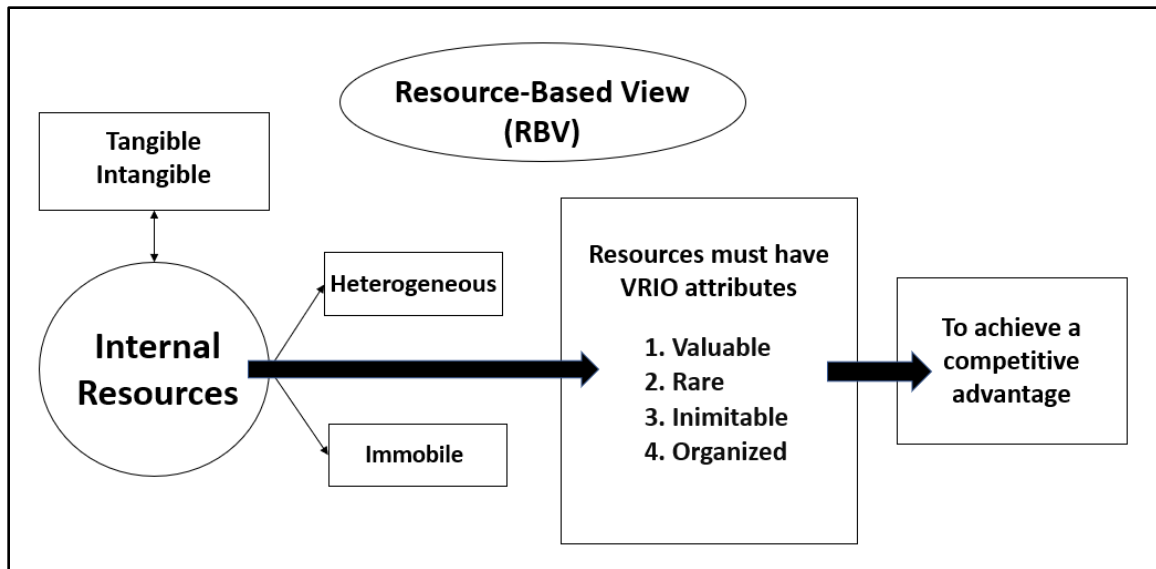 Resource-Based View
(RBV)
Tangible
Intangible
Internal
Resources
Heterogeneous
Immobile
Resources must have
VRIO attributes
1. Valuable
2. Rare
3. Inimitable
4. Organized
To achieve a
competitive
advantage